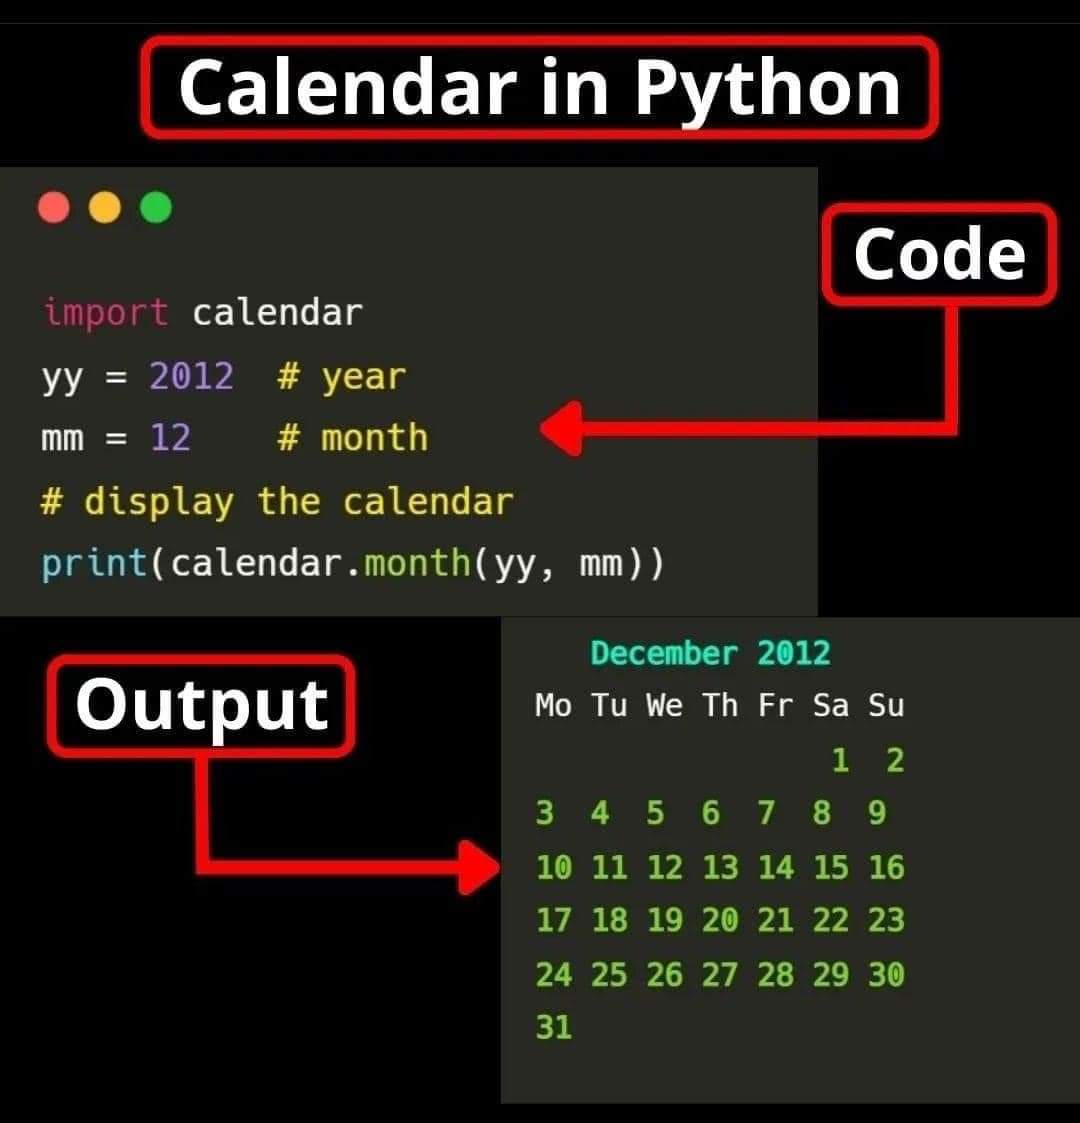 Calendar in Python
Code
import calendar
yy = 2012  # year
mm = 12    # month
# display the calendar
print(calendar.month(yy, mm))
Output
December 2012
Mo Tu We Th Fr Sa Su
1  2
3  4  5  6  7  8  9
10 11 12 13 14 15 16
17 18 19 20 21 22 23
24 25 26 27 28 29 30
31